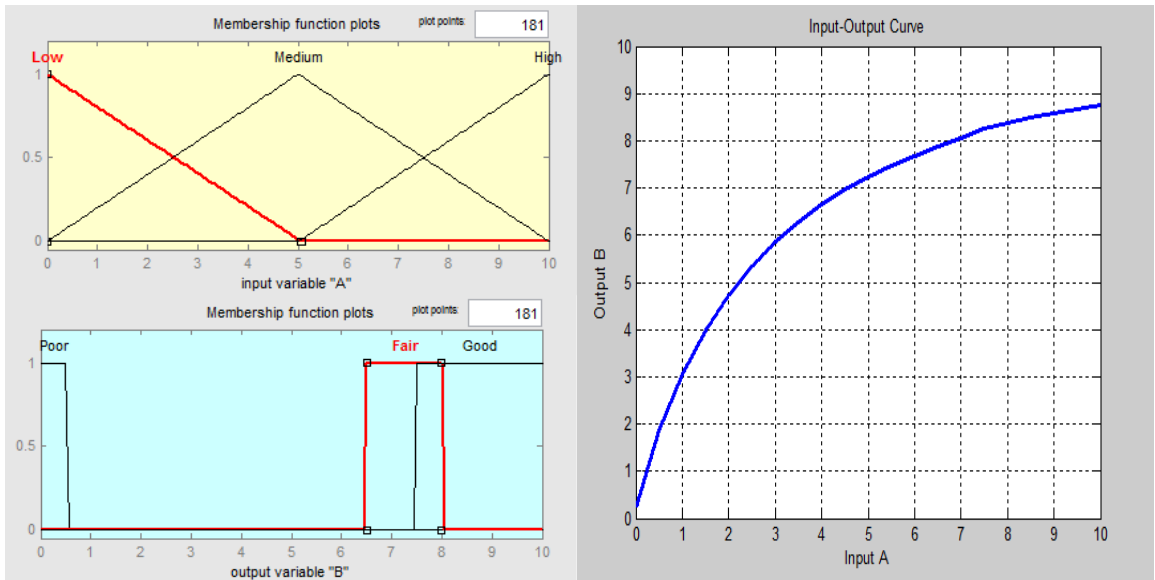 Membership function plots plot points: 181
Low Medium High
1
0.5
0
0 1 2 3 4 5 6 7 8 9 10
input variable "A"
Membership function plots plot points: 181
Poor Fair Good
1
0.5
0
0 1 2 3 4 5 6 7 8 9 10
output variable "B"
Input-Output Curve
10
9
8
7
6
5
4
3
2
1
0
Output B
0 1 2 3 4 5 6 7 8 9 10
Input A